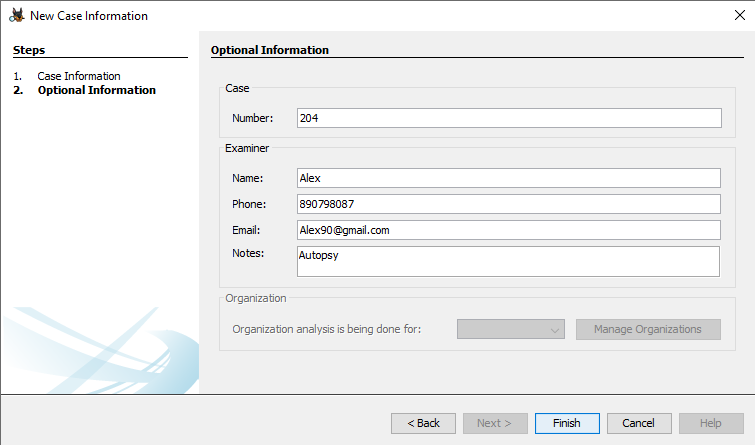 New Case Information
Steps
1. Case Information
2. Optional Information
Optional Information
Case
Number: 204
Examiner
Name: Alex
Phone: 890798087
Email: Alex90@gmail.com
Notes: Autopsy
Organization
Organization analysis is being done for: Manage Organizations
< Back Next > Finish Cancel Help